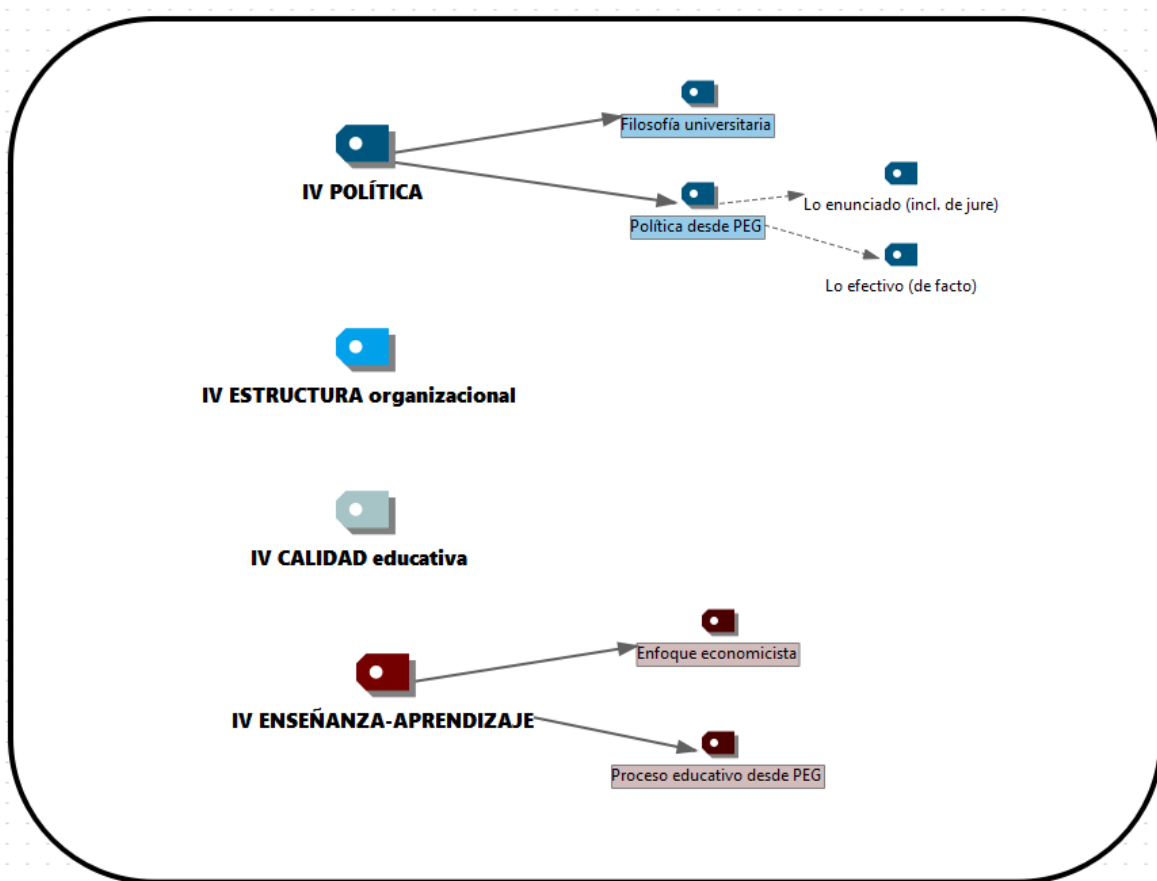 Filosofía universitaria
IV POLÍTICA
Política desde PEG
Lo enunciado (incl. de jure)
Lo efectivo (de facto)
IV ESTRUCTURA organizacional
IV CALIDAD educativa
Enfoque economicista
IV ENSEÑANZA-APRENDIZAJE
Proceso educativo desde PEG